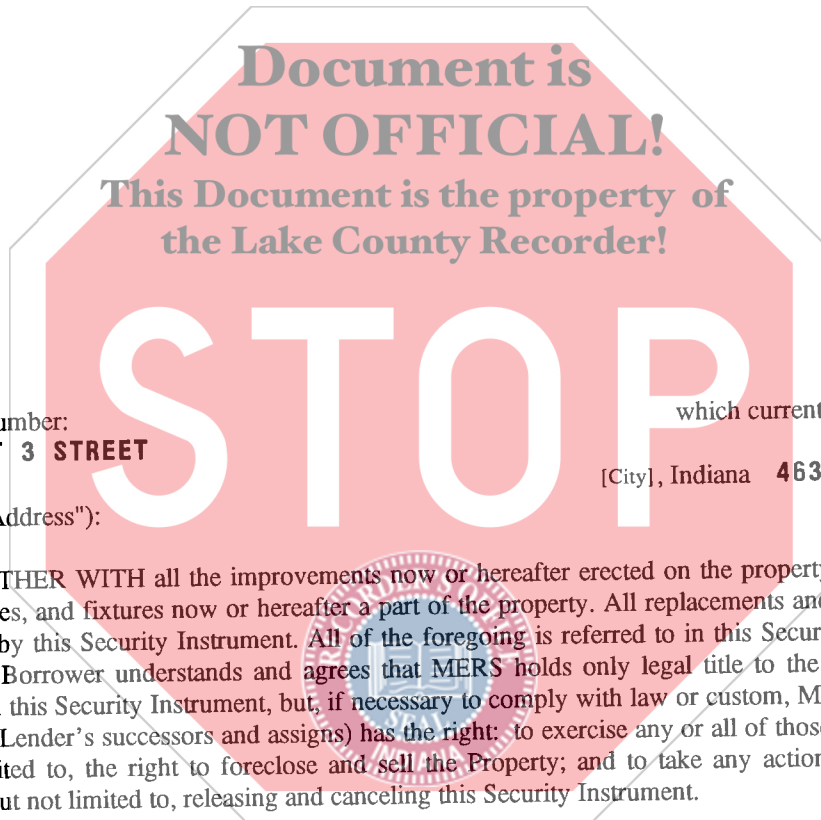 Document is
NOT OFFICIAL!
This Document is the property of
the Lake County Recorder!
STOP
umber:
which current
3 STREET
[City], Indiana 463
Address"):
THER WITH all the improvements now or hereafter erected on the property
es, and fixtures now or hereafter a part of the property. All replacements and
by this Security Instrument. All of the foregoing is referred to in this Secur
Borrower understands and agrees that MERS holds only legal title to the
this Security Instrument, but, if necessary to comply with law or custom, M
Lender's successors and assigns) has the right: to exercise any or all of thos
ited to, the right to foreclose and sell the Property; and to take any action
ut not limited to, releasing and canceling this Security Instrument.
RECORDER
SEAL
INDIANA